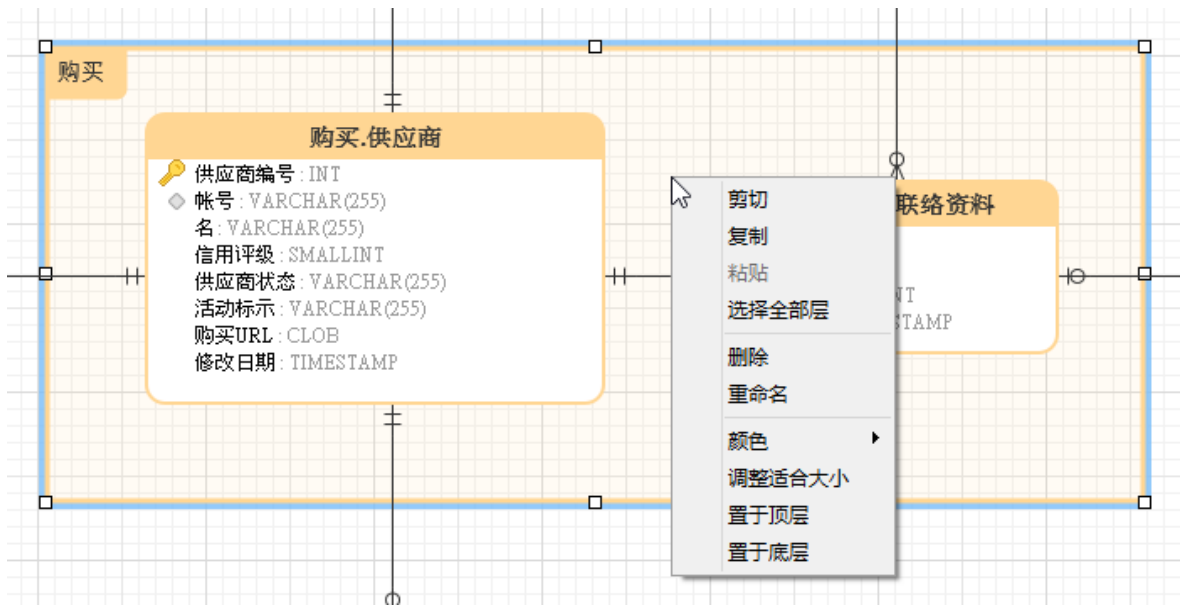 购买
购买.供应商
供应商编号 : INT
帐号 : VARCHAR(255)
名 : VARCHAR(255)
信用评级 : SMALLINT
供应商状态 : VARCHAR(255)
活动标示 : VARCHAR(255)
购买URL : CLOB
修改日期 : TIMESTAMP
联络资料
NT
STAMP
剪切
复制
粘贴
选择全部层
删除
重命名
颜色
调整适合大小
置于顶层
置于底层